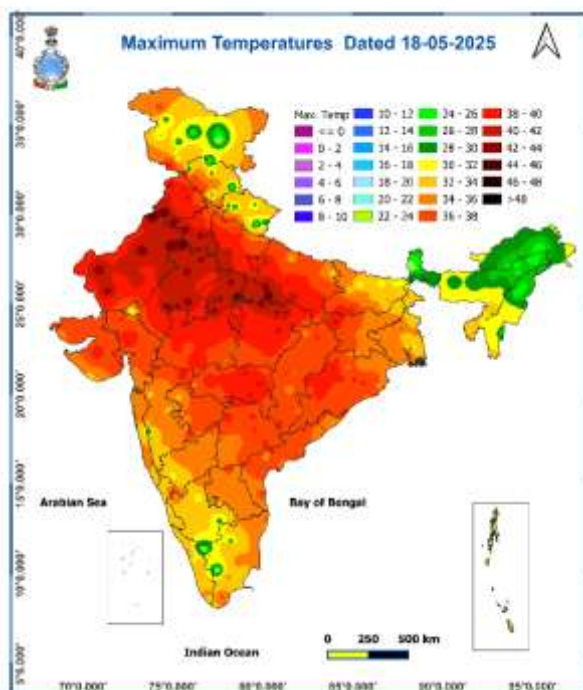 Maximum Temperatures Dated 18-05-2025
Max. Temp
<= 0
0 - 2
2 - 4
4 - 6
6 - 8
8 - 10
10 - 12
12 - 14
14 - 16
16 - 18
18 - 20
20 - 22
22 - 24
24 - 26
26 - 28
28 - 30
30 - 32
32 - 34
34 - 36
36 - 38
38 - 40
40 - 42
42 - 44
44 - 46
46 - 48
>48
Arabian Sea
Bay of Bengal
Indian Ocean
0 250 500 km
40°0.000'
35°0.000'
30°0.000'
25°0.000'
20°0.000'
15°0.000'
10°0.000'
5°0.000'
70°0.000' 75°0.000' 80°0.000' 85°0.000' 90°0.000' 95°0.000'